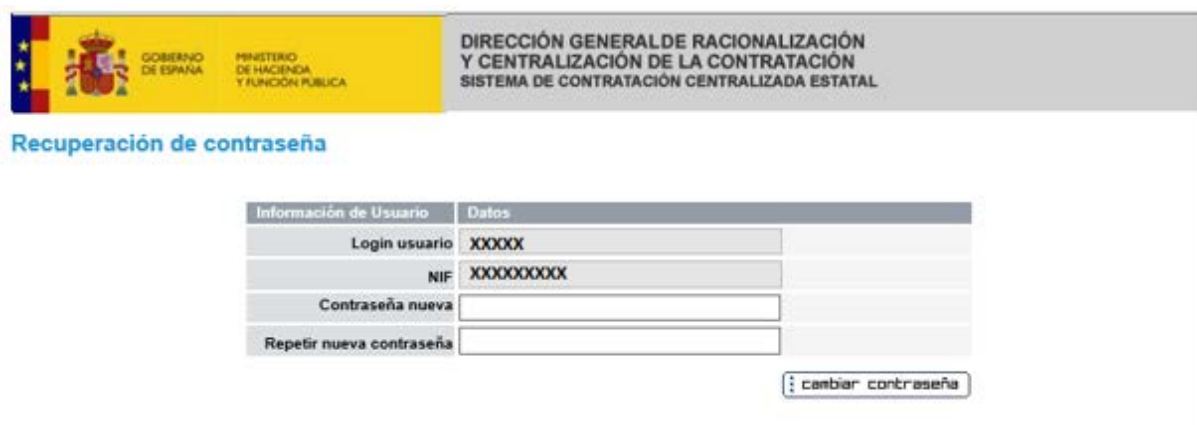 GOBIERNO
DE ESPAÑA
MINISTERIO
DE HACIENDA
Y FUNCIÓN PÚBLICA
DIRECCIÓN GENERALDE RACIONALIZACIÓN
Y CENTRALIZACIÓN DE LA CONTRATACIÓN
SISTEMA DE CONTRATACIÓN CENTRALIZADA ESTATAL
Recuperación de contraseña
Información de Usuario Datos
Login usuario XXXXX
NIF XXXXXXXXX
Contraseña nueva
Repetir nueva contraseña
cambiar contraseña